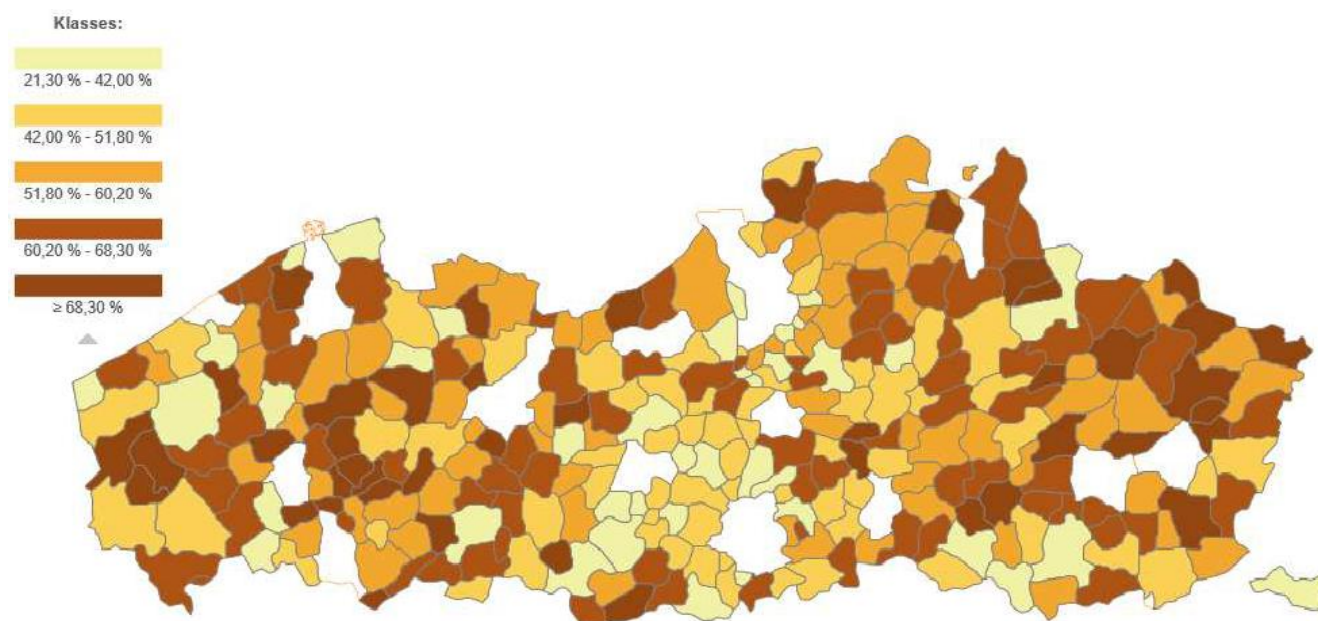 Klasses:
21,30 % - 42,00 %
42,00 % - 51,80 %
51,80 % - 60,20 %
60,20 % - 68,30 %
≥ 68,30 %